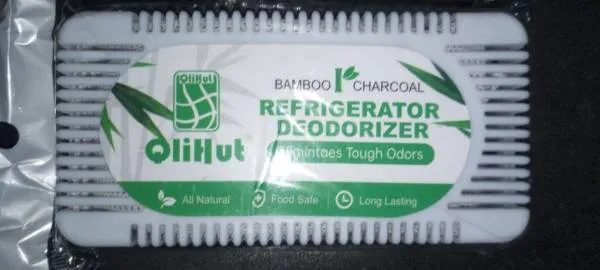 QliHut
QliHut
BAMBOO CHARCOAL
REFRIGERATOR
DEODORIZER
Elimintaes Tough Odors
All Natural
Food Safe
Long Lasting